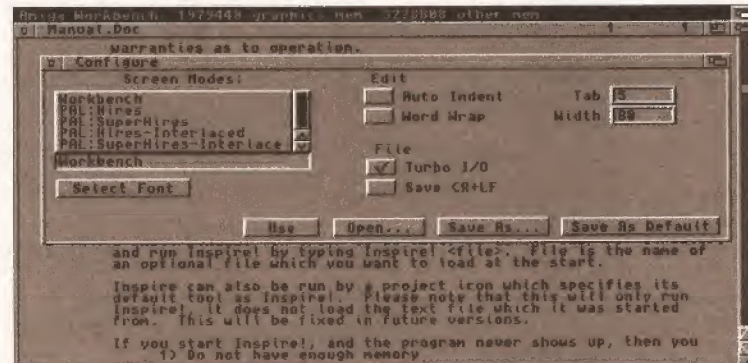 Amiga Workbench 1979448 graphics mem 3228808 other mem
Manual.Doc
warranties as to operation.
Configure
Screen Modes:
Workbench
PAL:Hires
PAL:SuperHires
PAL:Hires-Interlaced
PAL:SuperHires-Interlace
Workbench
Select Font
Edit
Auto Indent
Word Wrap
Tab 5
Width 80
File
Turbo I/O
Save CR+LF
Use
Open...
Save As...
Save As Default
and run Inspire! by typing Inspire! <file>. File is the name of
an optional file which you want to load at the start.
Inspire can also be run by a project icon which specifies its
default tool as Inspire!. Please note that this will only run
Inspire!, it does not load the text file which it was started
from. This will be fixed in future versions.
If you start Inspire!, and the program never shows up, then you
1) Do not have enough memory